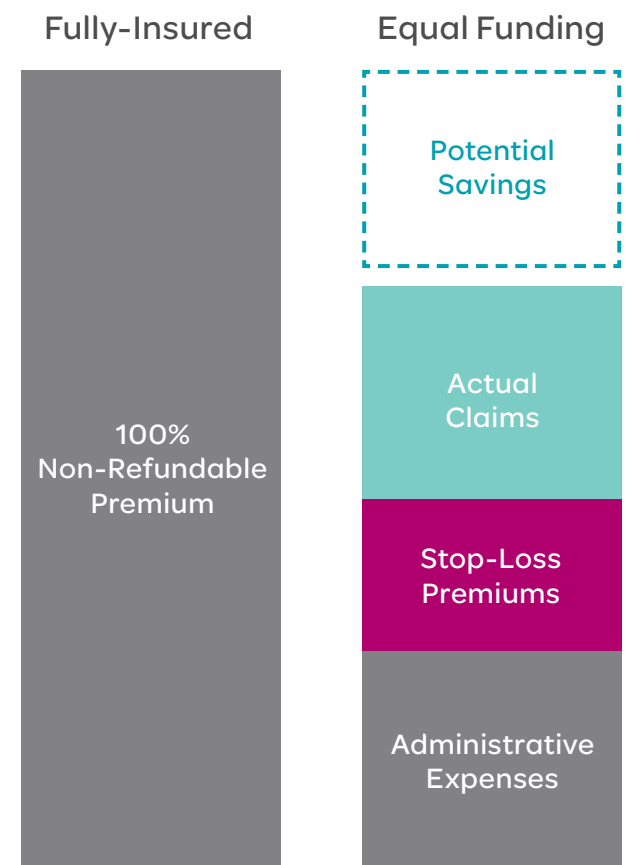 Fully-Insured
Equal Funding
100%
Non-Refundable
Premium
Potential
Savings
Actual
Claims
Stop-Loss
Premiums
Administrative
Expenses